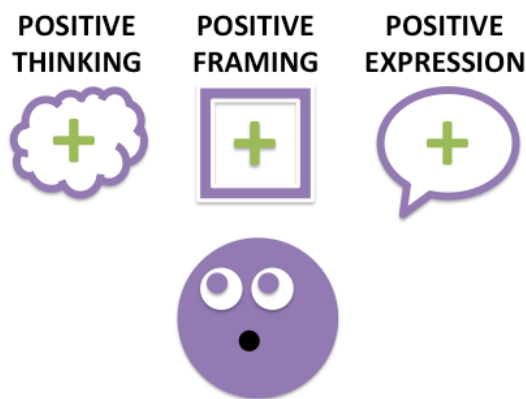 POSITIVE
THINKING
POSITIVE
FRAMING
POSITIVE
EXPRESSION